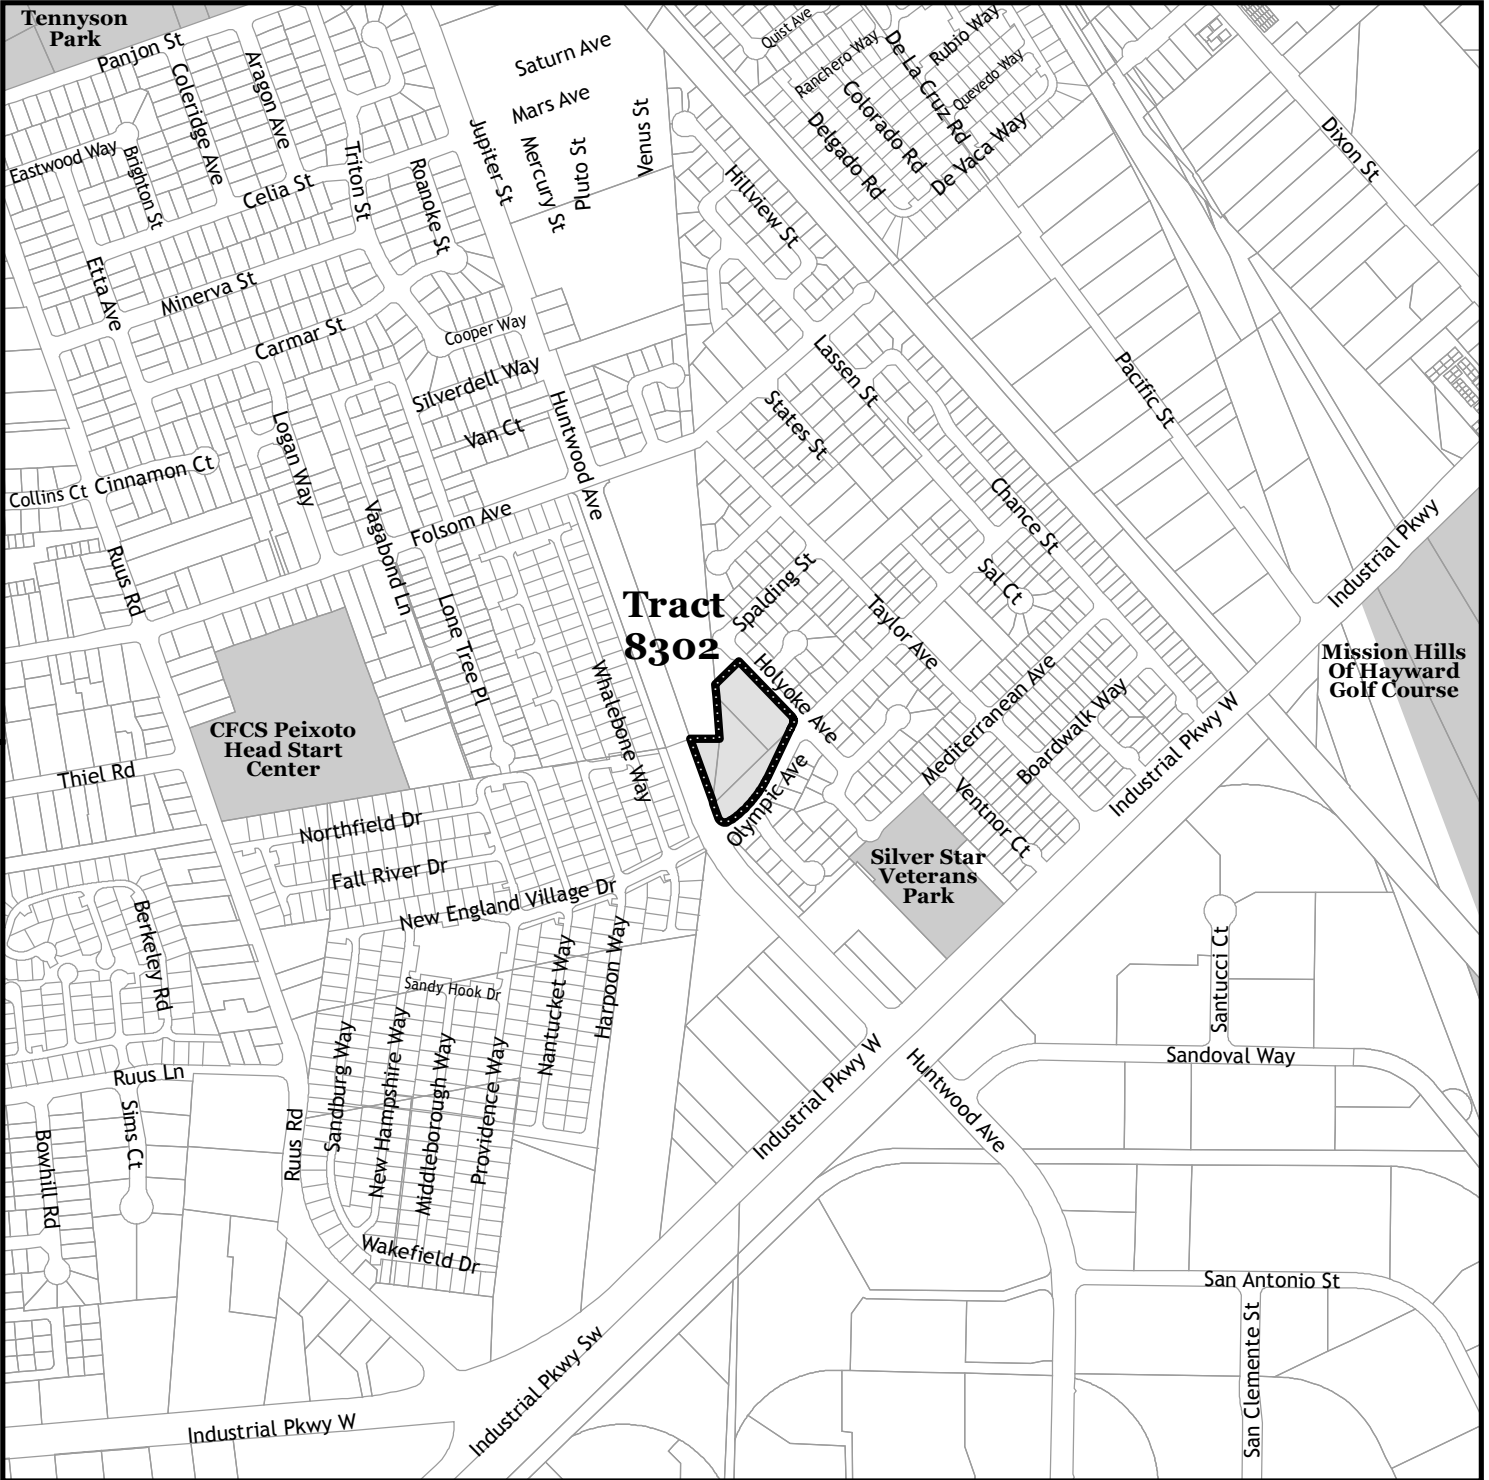 Tennyson
Park
Panjon St
Coleridge Ave
Aragon Ave
Saturn Ave
Mars Ave
Venus St
Mercury St
Pluto St
Jupiter St
Quist Ave
Ranchero Way
De La Cruz Rd
Rubio Way
Quevedo Way
Colorado Rd
Delgado Rd
De Vaca Way
Dixon St
Eastwood Way
Brighton St
Celia St
Triton St
Roanoke St
Hillview St
Etta Ave
Minerva St
Carmar St
Cooper Way
Silverdell Way
Van Ct
Huntwood Ave
Lassen St
States St
Pacific St
Logan Way
Collins Ct
Cinnamon Ct
Vagabond Ln
Folsom Ave
Ruus Rd
Chance St
Sal Ct
Industrial Pkwy
Spalding St
Taylor Ave
Tract
8302
Lone Tree Pl
Whalebone Way
Holyoke Ave
Mediterranean Ave
Boardwalk Way
Industrial Pkwy W
Mission Hills
Of Hayward
Golf Course
CFCS Peixoto
Head Start
Center
Thiel Rd
Northfield Dr
Fall River Dr
New England Village Dr
Olympic Ave
Ventnor Ct
Silver Star
Veterans
Park
Berkeley Rd
Sandy Hook Dr
Nantucket Way
Harpoon Way
Santucci Ct
Sandoval Way
Ruus Ln
Sims Ct
Bowhill Rd
Ruus Rd
Sandburg Way
New Hampshire Way
Middleborough Way
Providence Way
Industrial Pkwy W
Huntwood Ave
Wakefield Dr
San Antonio St
San Clemente St
Industrial Pkwy Sw
Industrial Pkwy W